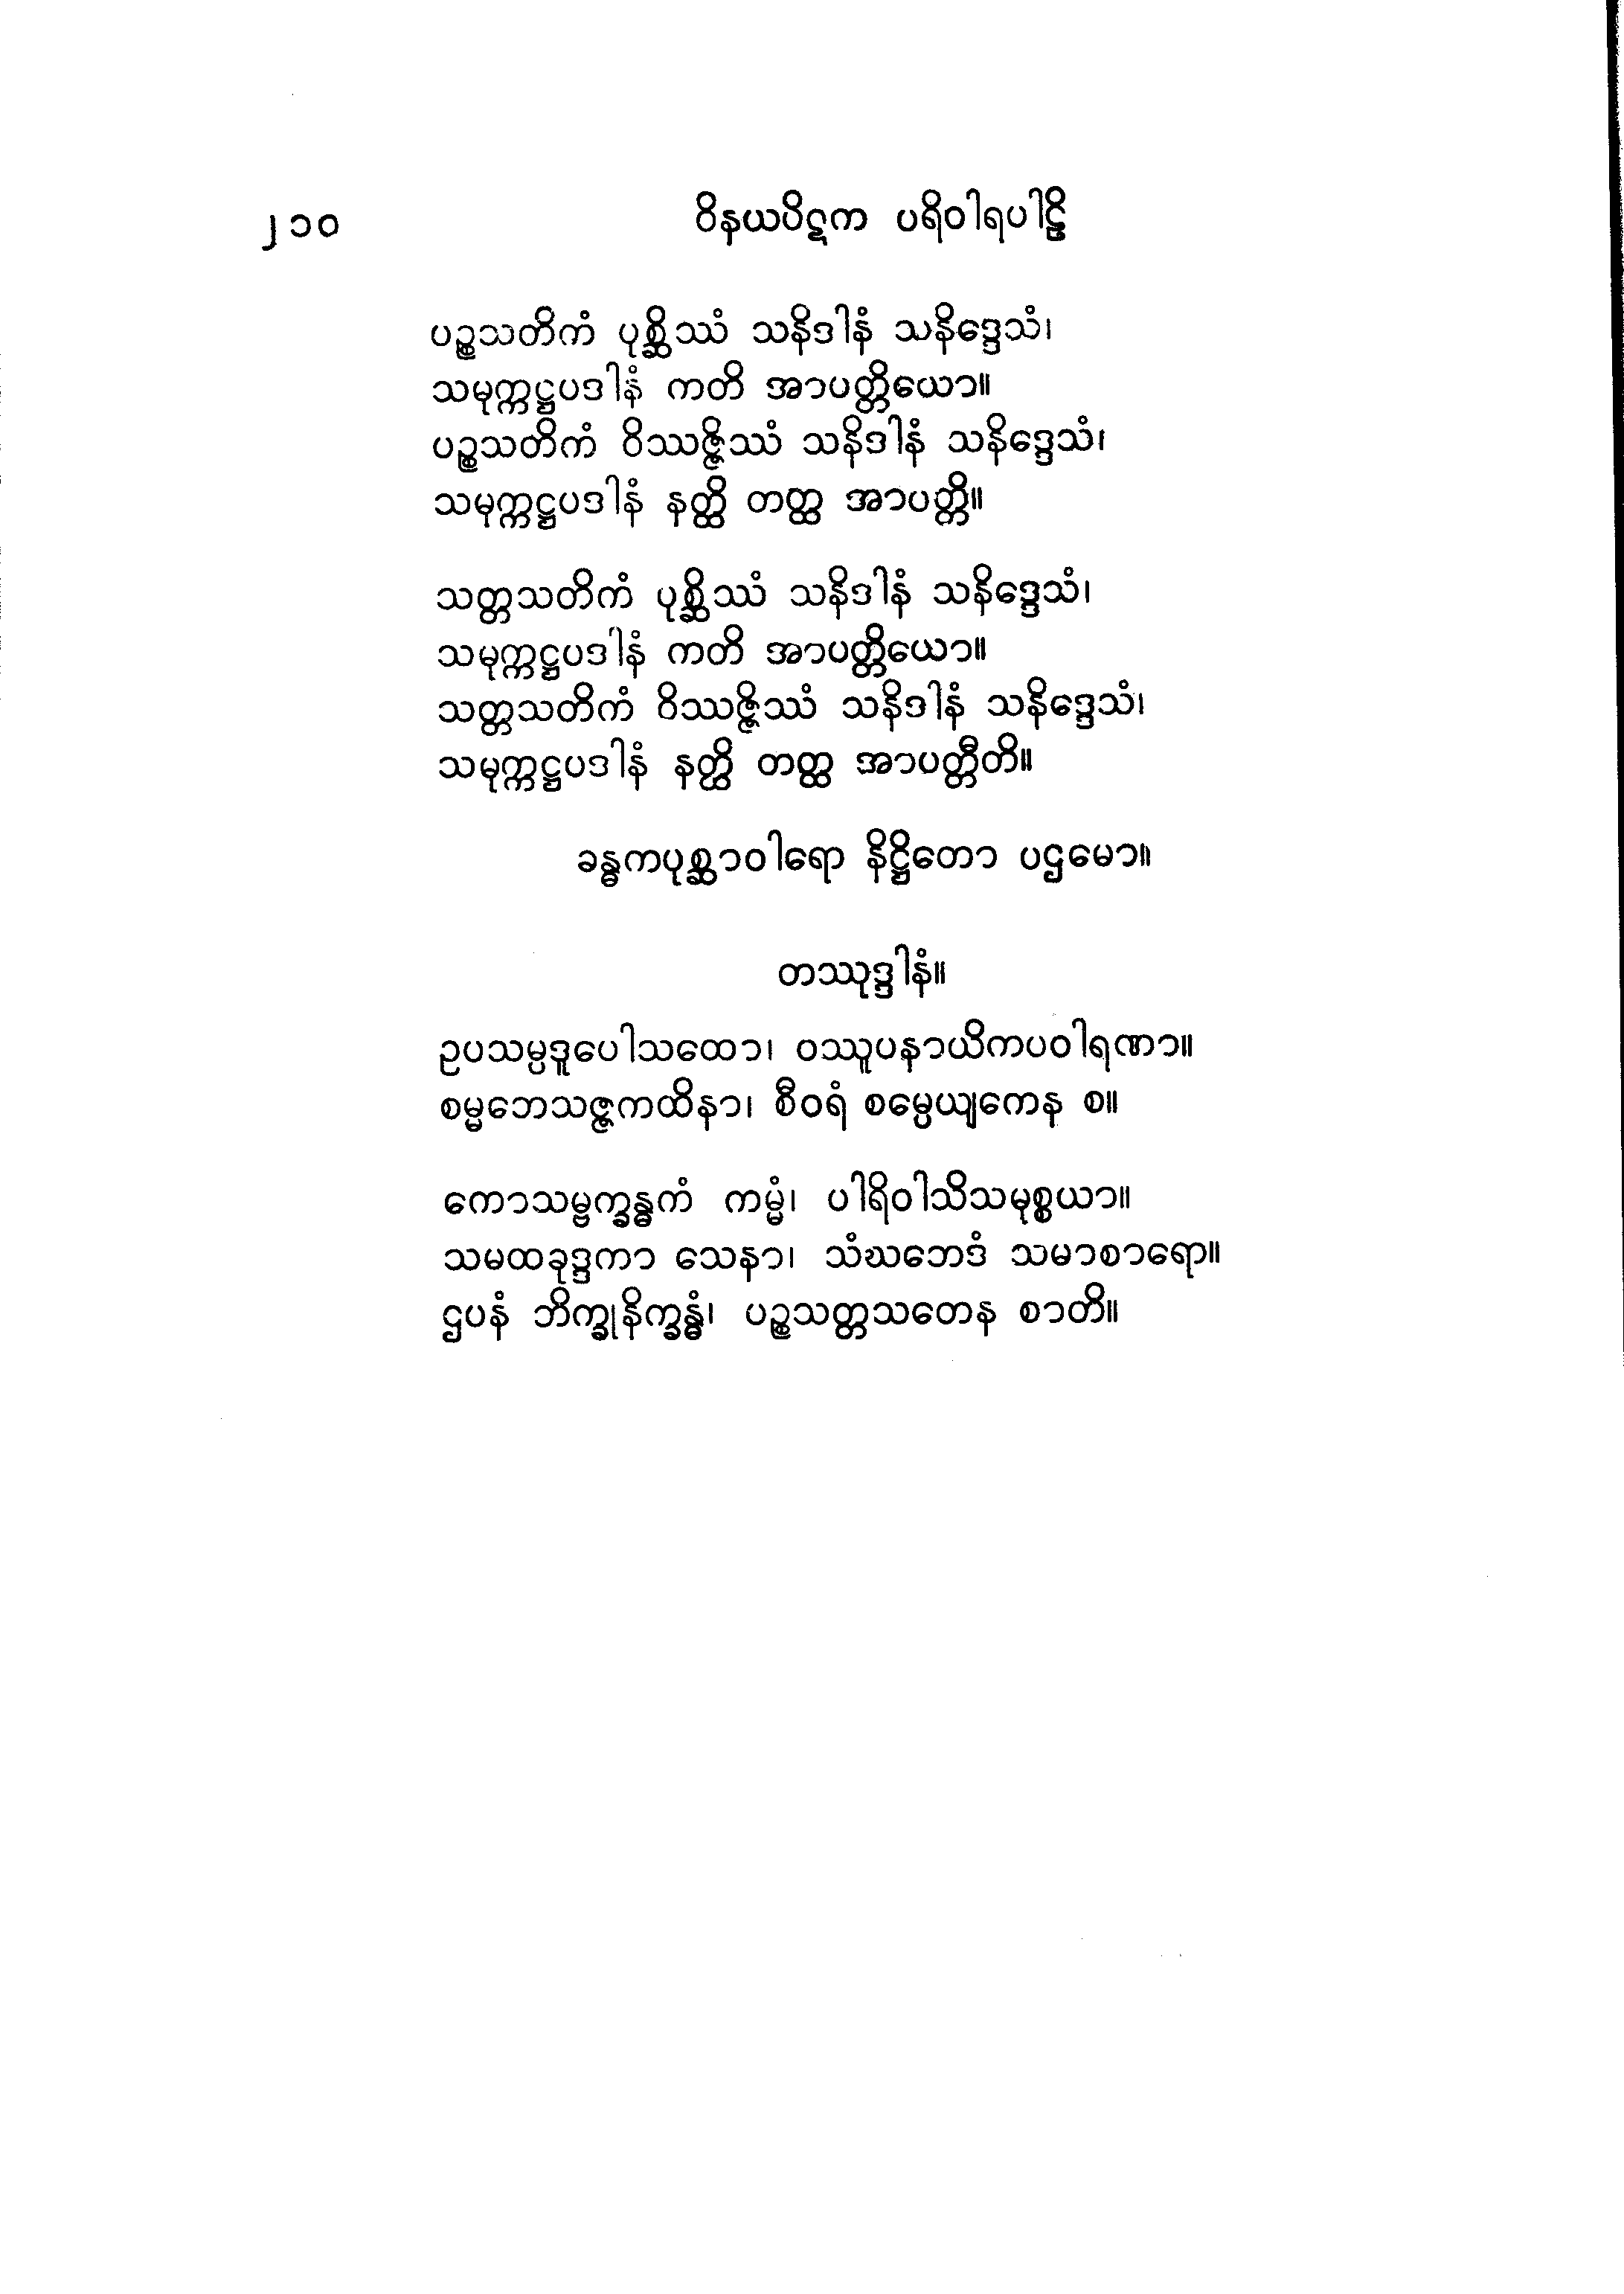 ၂၁၀ ဝိနယပိဋက ပရိဝါရပါဠိ
ပဉ္စသတိကံ ပုစ္ဆိဿံ သနိဒါနံ သနိဒ္ဒေသံ၊
သမုက္ကဋ္ဌပဒါနံ ကတိ အာပတ္တိယော။
ပဉ္စသတိကံ ဝိဿဇ္ဇိဿံ သနိဒါနံ သနိဒ္ဒေသံ၊
သမုက္ကဋ္ဌပဒါနံ နတ္ထိ တတ္ထ အာပတ္တိ။
သတ္တသတိကံ ပုစ္ဆိဿံ သနိဒါနံ သနိဒ္ဒေသံ၊
သမုက္ကဋ္ဌပဒါနံ ကတိ အာပတ္တိယော။
သတ္တသတိကံ ဝိဿဇ္ဇိဿံ သနိဒါနံ သနိဒ္ဒေသံ၊
သမုက္ကဋ္ဌပဒါနံ နတ္ထိ တတ္ထ အာပတ္တီတိ။
ခန္ဓကပုစ္ဆာဝါရော နိဋ္ဌိတော ပဌမော။
တဿုဒ္ဒါနံ။
ဥပသမ္ပဒူပေါသထော၊ ဝဿူပနာယိကပဝါရဏာ။
စမ္မဘေသဇ္ဇကထိနာ၊ စီဝရံ စမ္ပေယျကေန စ။
ကောသမ္ဗက္ခန္ဓကံ ကမ္မံ၊ ပါရိဝါသိသမုစ္စယာ။
သမထခုဒ္ဒကာ သေနာ၊ သံဃဘေဒံ သမာစာရော။
ဌပနံ ဘိက္ခုနိက္ခန္ဓံ၊ ပဉ္စသတ္တသတေန စာတိ။